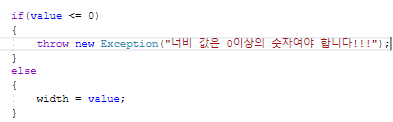 if(value <= 0)
{
throw new Exception("너비 값은 0이상의 숫자여야 합니다!!!");
}
else
{
width = value;
}